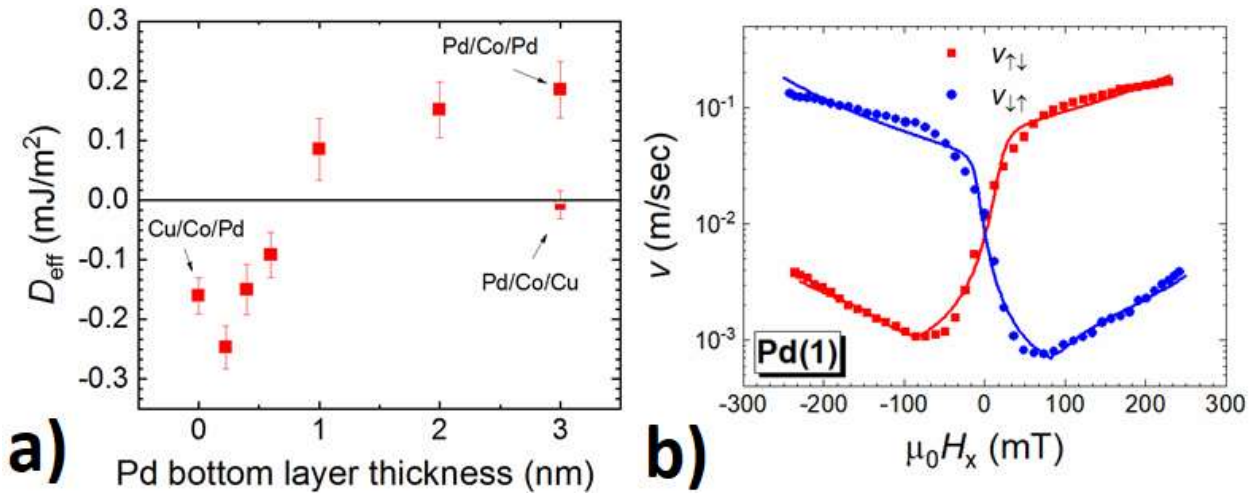 0.3
0.2
0.1
0.0
-0.1
-0.2
-0.3
D_eff (mJ/m²)
Pd/Co/Pd
Cu/Co/Pd
Pd/Co/Cu
0 1 2 3
Pd bottom layer thickness (nm)
a)
10⁻¹
10⁻²
10⁻³
v (m/sec)
v↑↓
v↓↑
Pd(1)
-300 -200 -100 0 100 200 300
μ₀Hₓ (mT)
b)